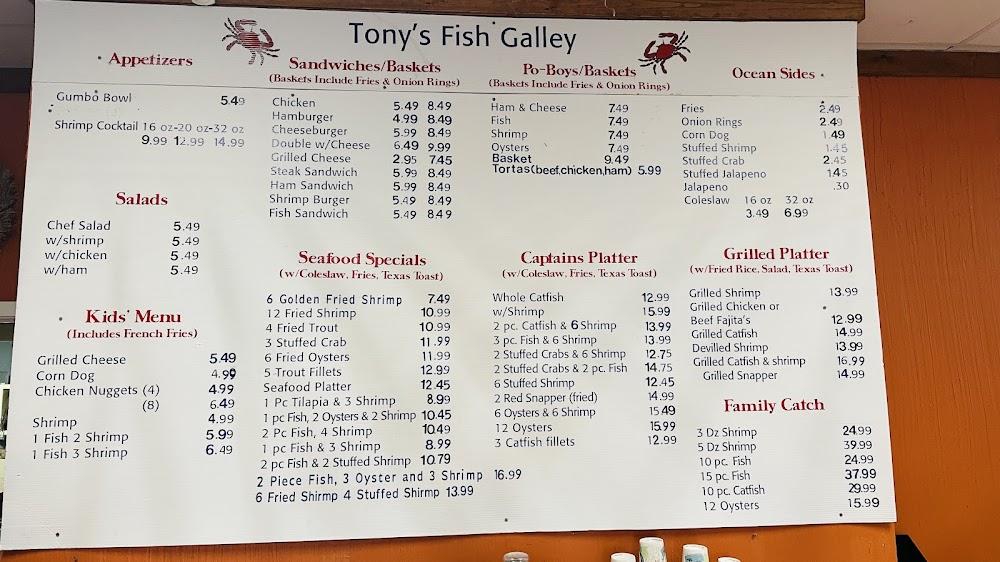 Tony's Fish Galley
Appetizers
Gumbo Bowl 5.49
Shrimp Cocktail 16 oz-20 oz-32 oz
9.99 12.99 14.99
Salads
Chef Salad 5.49
w/shrimp 5.49
w/chicken 5.49
w/ham 5.49
Kids' Menu
(Includes French Fries)
Grilled Cheese 5.49
Corn Dog 4.99
Chicken Nuggets (4) 4.99
(8) 6.49
Shrimp 4.99
1 Fish 2 Shrimp 5.99
1 Fish 3 Shrimp 6.49
Sandwiches/Baskets
(Baskets Include Fries & Onion Rings)
Chicken 5.49 8.49
Hamburger 4.99 8.49
Cheeseburger 5.99 8.49
Double w/Cheese 6.49 9.99
Grilled Cheese 2.95 7.45
Steak Sandwich 5.99 8.49
Ham Sandwich 5.99 8.49
Shrimp Burger 5.49 8.49
Fish Sandwich 5.49 8.49
Seafood Specials
(w/Coleslaw, Fries, Texas Toast)
6 Golden Fried Shrimp 7.49
12 Fried Shrimp 10.99
4 Fried Trout 10.99
3 Stuffed Crab 11.99
6 Fried Oysters 11.99
5 Trout Fillets 12.99
Seafood Platter 12.45
1 Pc Tilapia & 3 Shrimp 8.99
1 pc Fish, 2 Oysters & 2 Shrimp 10.45
2 Pc Fish, 4 Shrimp 10.49
1 pc Fish & 3 Shrimp 8.99
2 pc Fish & 2 Stuffed Shrimp 10.79
2 Piece Fish, 3 Oyster and 3 Shrimp 16.99
6 Fried Shirmp 4 Stuffed Shirmp 13.99
Po-Boys/Baskets
(Baskets Include Fries & Onion Rings)
Ham & Cheese 7.49
Fish 7.49
Shrimp 7.49
Oysters 7.49
Basket 9.49
Tortas(beef,chicken,ham) 5.99
Captains Platter
(w/Coleslaw, Fries, Texas Toast)
Whole Catfish 12.99
w/Shrimp 15.99
2 pc. Catfish & 6 Shrimp 13.99
3 pc. Fish & 6 Shrimp 13.99
2 Stuffed Crabs & 6 Shrimp 12.75
2 Stuffed Crabs & 2 pc. Fish 14.75
6 Stuffed Shrimp 12.45
2 Red Snapper (fried) 14.99
6 Oysters & 6 Shrimp 15.49
12 Oysters 15.99
3 Catfish fillets 12.99
Ocean Sides
Fries 2.49
Onion Rings 2.49
Corn Dog 1.49
Stuffed Shrimp 1.45
Stuffed Crab 2.45
Stuffed Jalapeno 1.45
Jalapeno .30
Coleslaw 16 oz 32 oz
3.49 6.99
Grilled Platter
(w/Fried Rice, Salad, Texas Toast)
Grilled Shrimp 13.99
Grilled Chicken or
Beef Fajita's 12.99
Grilled Catfish 14.99
Devilled Shrimp 13.99
Grilled Catfish & shrimp 16.99
Grilled Snapper 14.99
Family Catch
3 Dz Shrimp 24.99
5 Dz Shrimp 39.99
10 pc. Fish 24.99
15 pc. Fish 37.99
10 pc. Catfish 29.99
12 Oysters 15.99